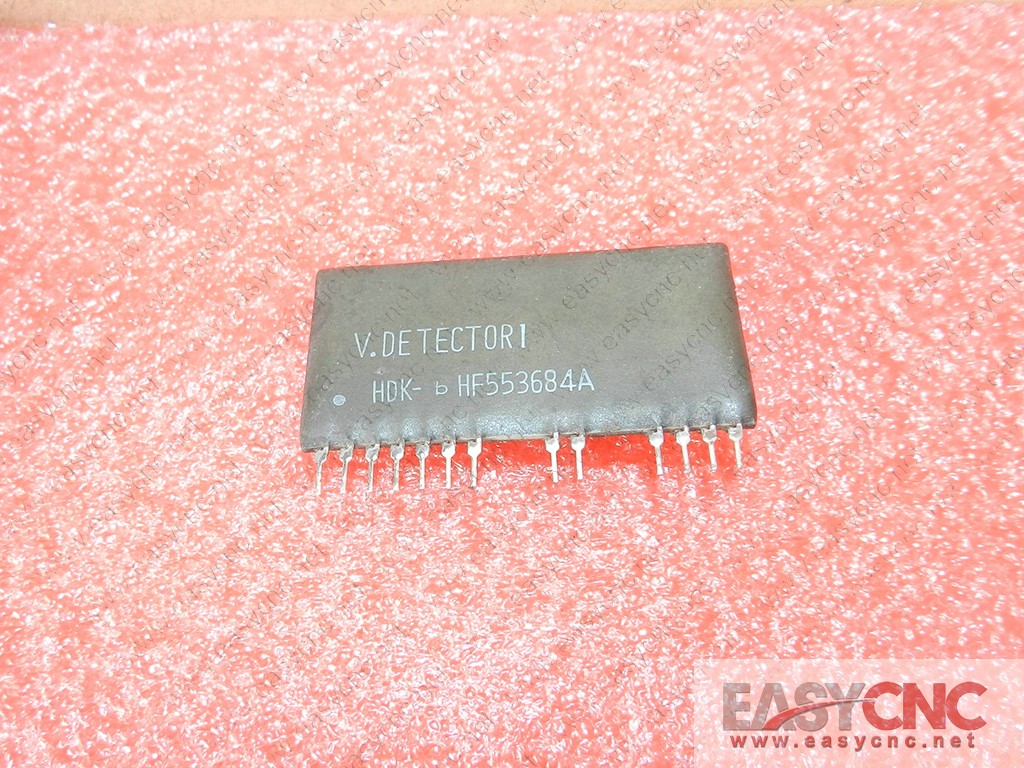 V.DETECTOR1
HDK- b HF553684A
EASYCNC
www.easycnc.net